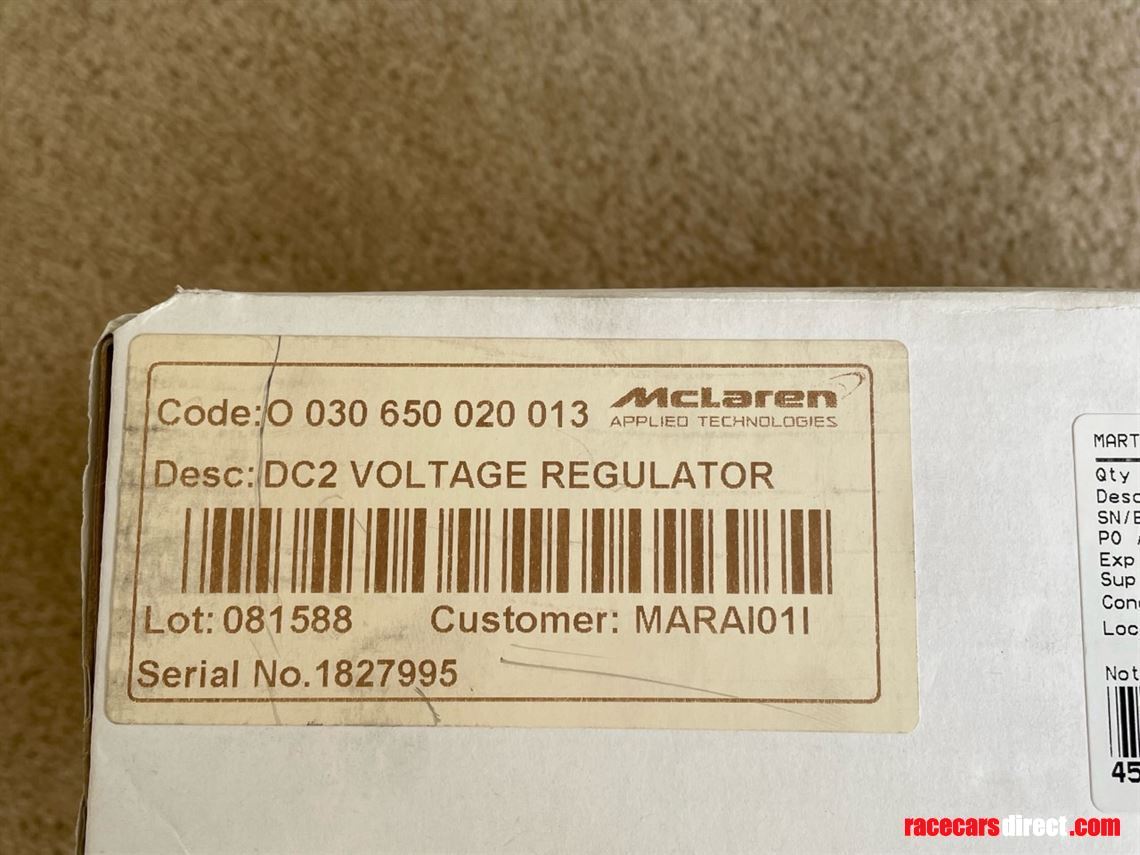 Code:O 030 650 020 013
McLaren
APPLIED TECHNOLOGIES
Desc: DC2 VOLTAGE REGULATOR
Lot: 081588 Customer: MARAI01I
Serial No.1827995
MART
Qty
Desc
SN/
PO
Exp
Sup
Con
Loc
Not
45
racecarsdirect.com